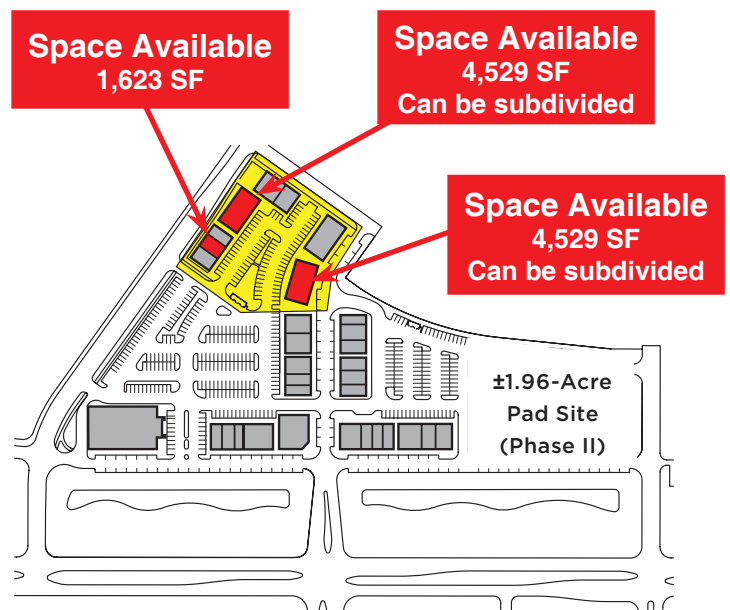 Space Available
1,623 SF
Space Available
4,529 SF
Can be subdivided
Space Available
4,529 SF
Can be subdivided
±1.96-Acre
Pad Site
(Phase II)